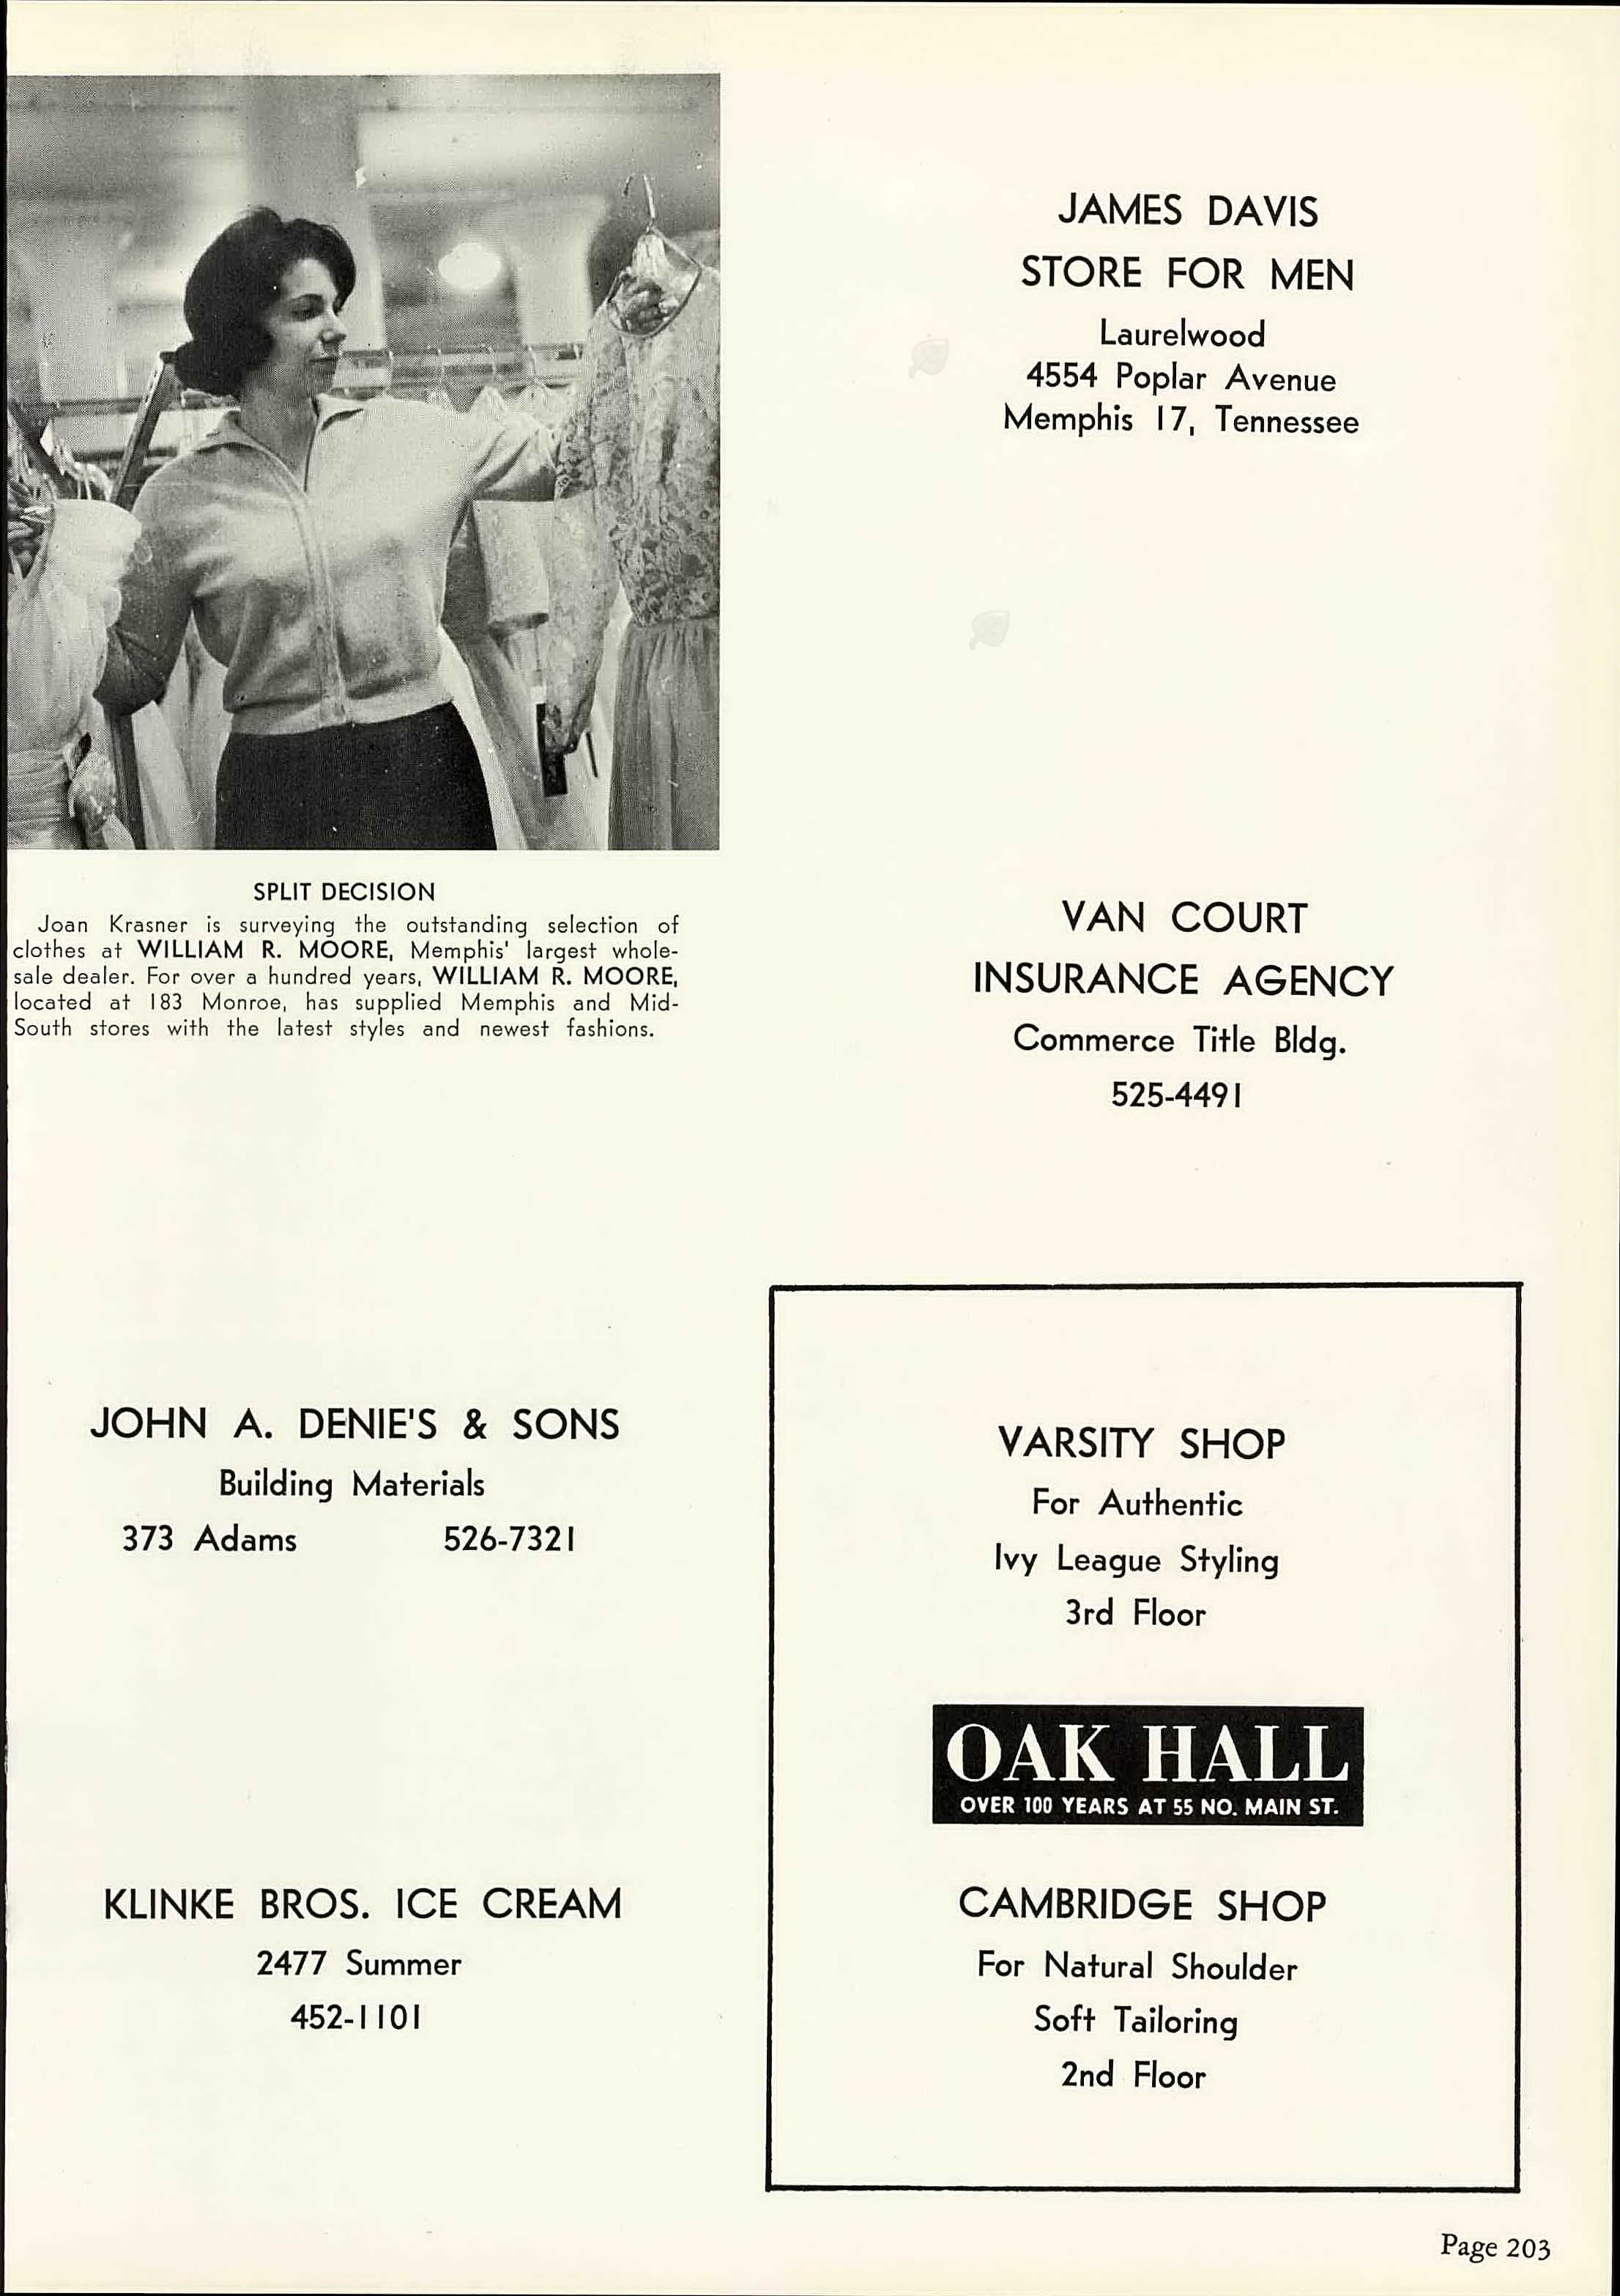 SPLIT DECISION
Joan Krasner is surveying the outstanding selection of
clothes at WILLIAM R. MOORE, Memphis' largest whole-
sale dealer. For over a hundred years, WILLIAM R. MOORE,
located at 183 Monroe, has supplied Memphis and Mid-
South stores with the latest styles and newest fashions.
JOHN A. DENIE'S & SONS
Building Materials
373 Adams 526-7321
KLINKE BROS. ICE CREAM
2477 Summer
452-1101
JAMES DAVIS
STORE FOR MEN
Laurelwood
4554 Poplar Avenue
Memphis 17, Tennessee
VAN COURT
INSURANCE AGENCY
Commerce Title Bldg.
525-4491
VARSITY SHOP
For Authentic
Ivy League Styling
3rd Floor
OAK HALL
OVER 100 YEARS AT 55 NO. MAIN ST.
CAMBRIDGE SHOP
For Natural Shoulder
Soft Tailoring
2nd Floor
Page 203